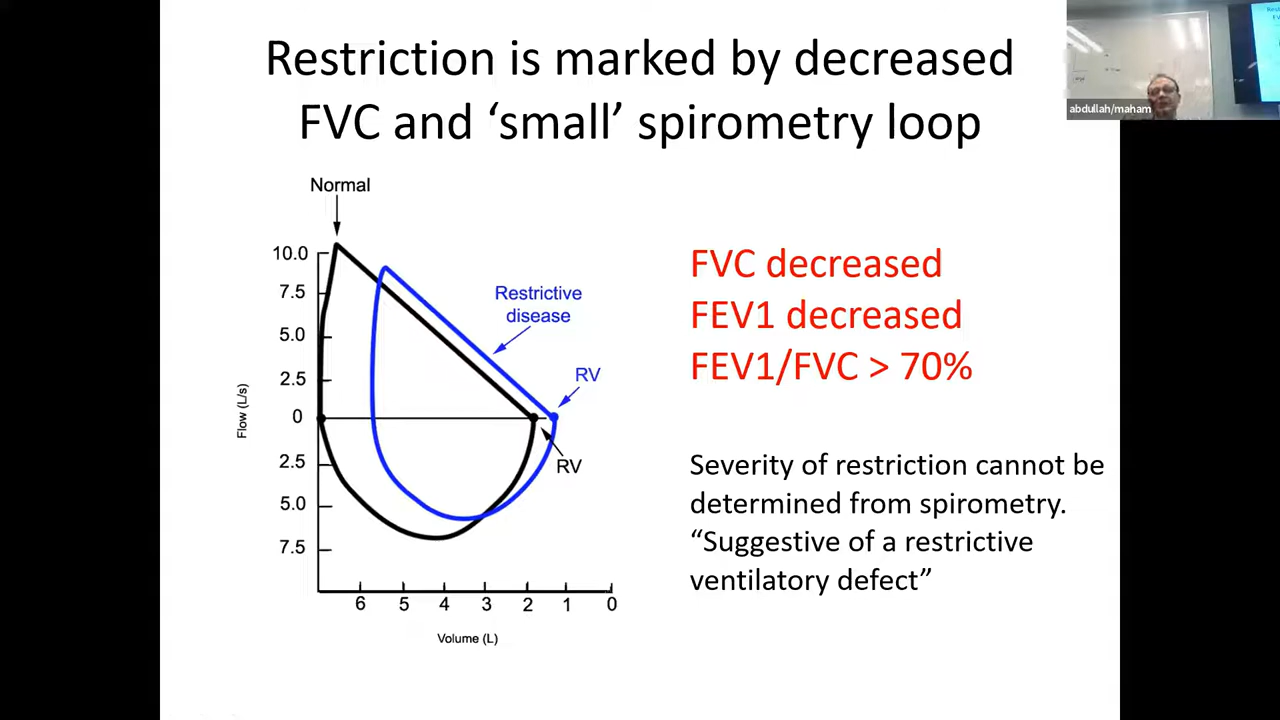 Restriction is marked by decreased
FVC and ‘small’ spirometry loop
abdullah/maham
Normal
10.0
7.5
5.0
2.5
0
2.5
5.0
7.5
Flow (L/s)
Restrictive
disease
RV
RV
6 5 4 3 2 1 0
Volume (L)
FVC decreased
FEV1 decreased
FEV1/FVC > 70%
Severity of restriction cannot be
determined from spirometry.
“Suggestive of a restrictive
ventilatory defect”